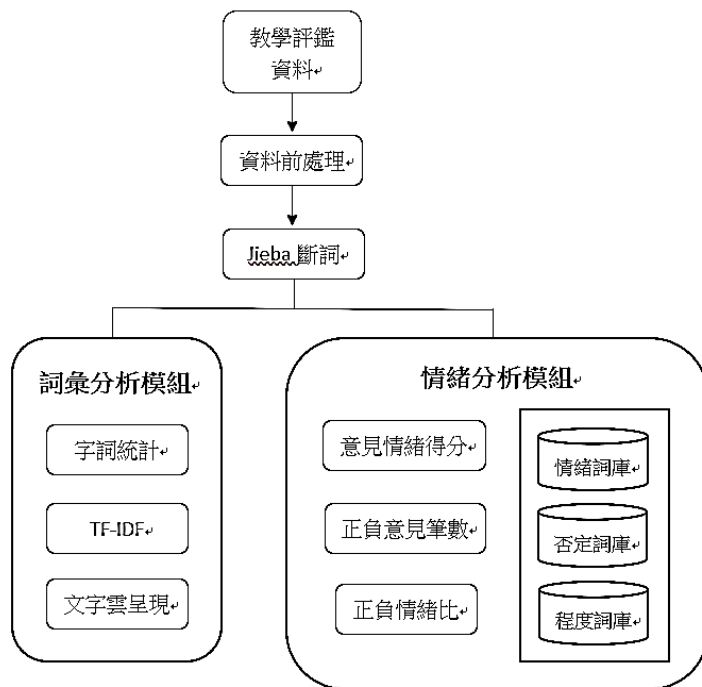 教學評鑑
資料
資料前處理
Jieba 斷詞
詞彙分析模組
字詞統計
TF-IDF
文字雲呈現
情緒分析模組
意見情緒得分
正負意見筆數
正負情緒比
情緒詞庫
否定詞庫
程度詞庫